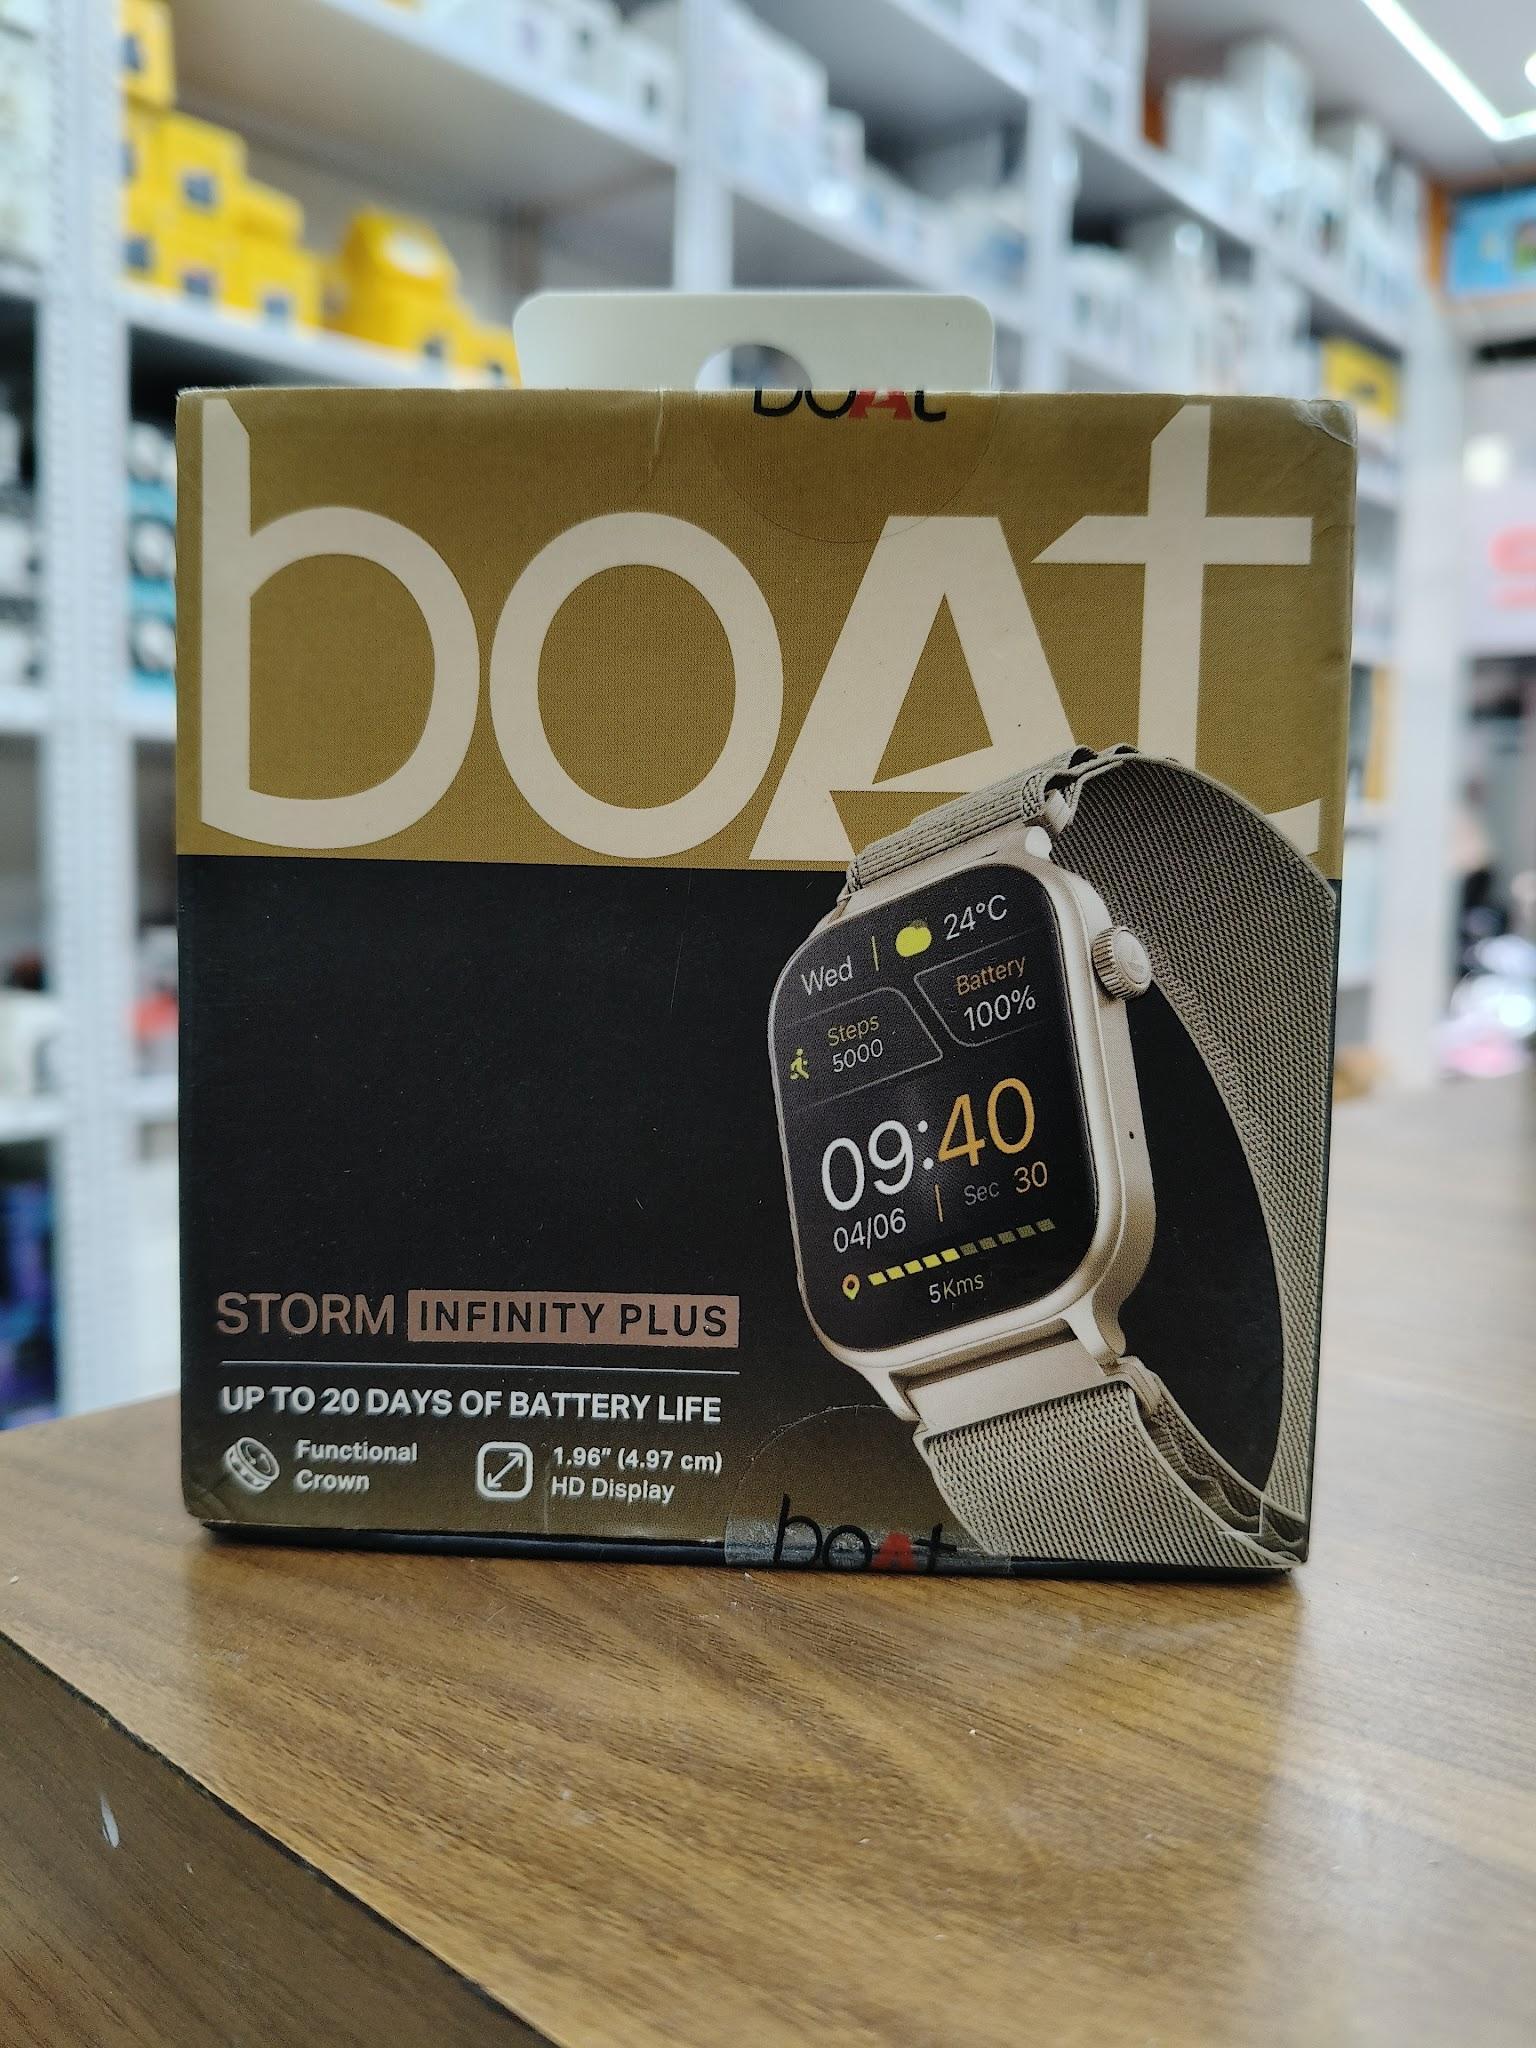 boAt
boAt
Wed | 24°C
Steps
5000
Battery
100%
09:40
04/06 | Sec 30
5Kms
STORM INFINITY PLUS
UP TO 20 DAYS OF BATTERY LIFE
Functional
Crown
1.96" (4.97 cm)
HD Display
boAt